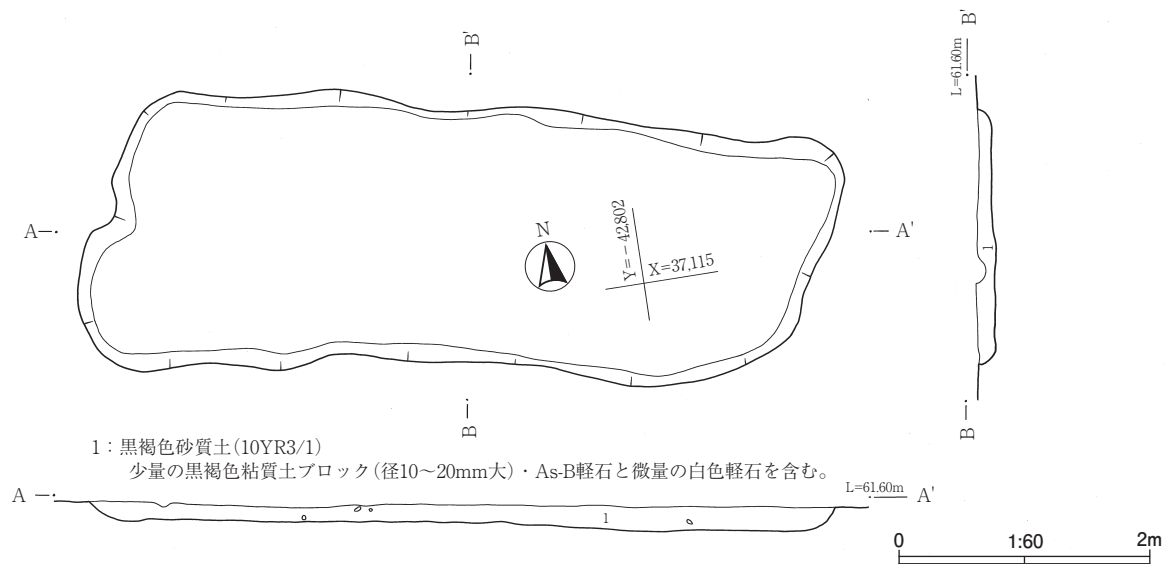 B'
B'
L=61.60m
A
A'
N
Y=－42,802
X=37,115
1
B
B
1：黒褐色砂質土(10YR3/1)
少量の黒褐色粘質土ブロック(径10～20mm大)・As-B軽石と微量の白色軽石を含む。
A
L=61.60m
A'
1
0
1:60
2m